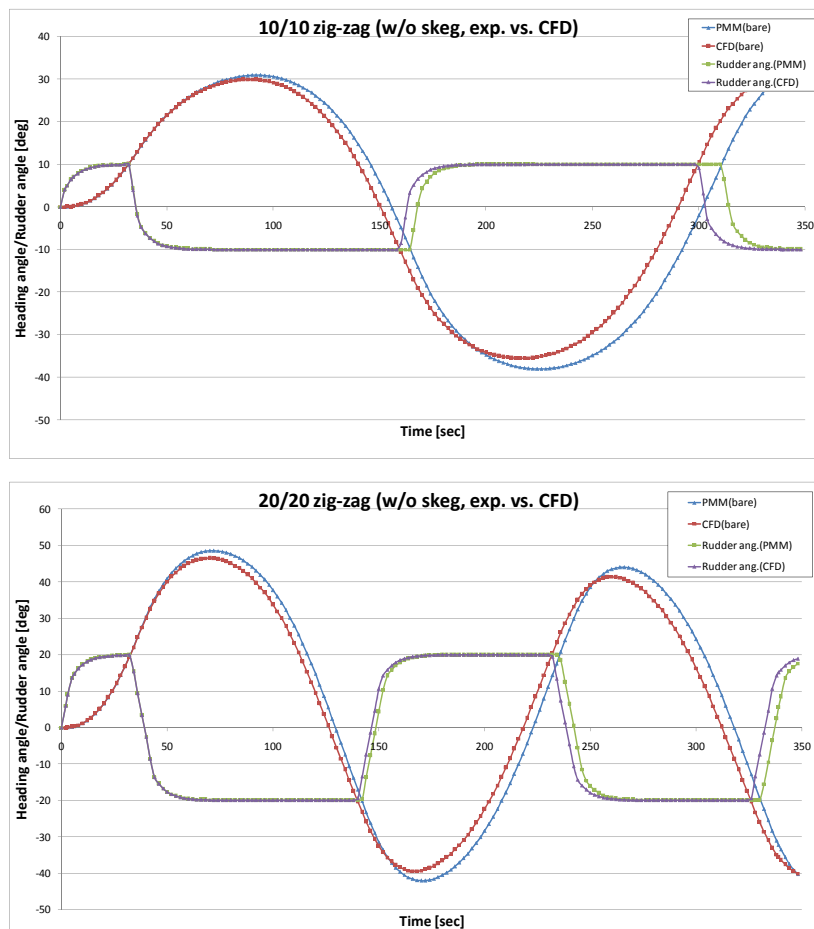 10/10 zig-zag (w/o skeg, exp. vs. CFD)
PMM(bare)
CFD(bare)
Rudder ang.(PMM)
Rudder ang.(CFD)
Heading angle/Rudder angle [deg]
40
30
20
10
0
-10
-20
-30
-40
-50
0 50 100 150 200 250 300 350
Time [sec]
20/20 zig-zag (w/o skeg, exp. vs. CFD)
PMM(bare)
CFD(bare)
Rudder ang.(PMM)
Rudder ang.(CFD)
Heading angle/Rudder angle [deg]
60
50
40
30
20
10
0
-10
-20
-30
-40
-50
0 50 100 150 200 250 300 350
Time [sec]